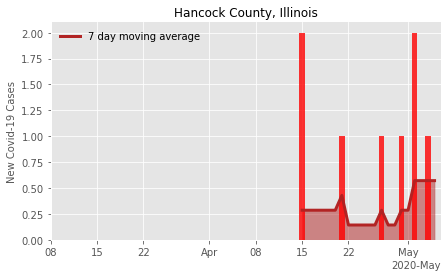 Hancock County, Illinois
7 day moving average
New Covid-19 Cases
2.00
1.75
1.50
1.25
1.00
0.75
0.50
0.25
0.00
08 15 22 Apr 08 15 22 May
2020-May